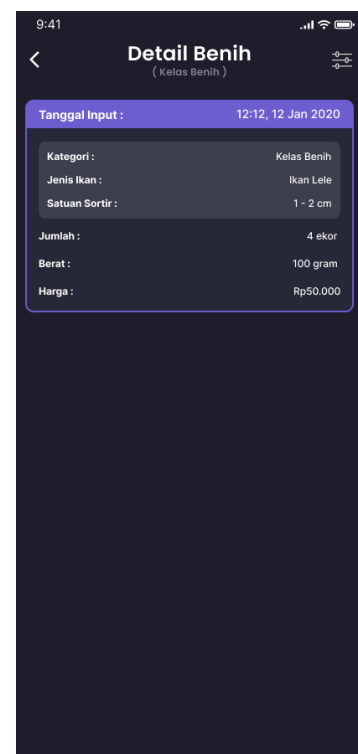 9:41
Detail Benih
( Kelas Benih )
Tanggal Input : 12:12, 12 Jan 2020
Kategori : Kelas Benih
Jenis Ikan : Ikan Lele
Satuan Sortir : 1 - 2 cm
Jumlah : 4 ekor
Berat : 100 gram
Harga : Rp50.000